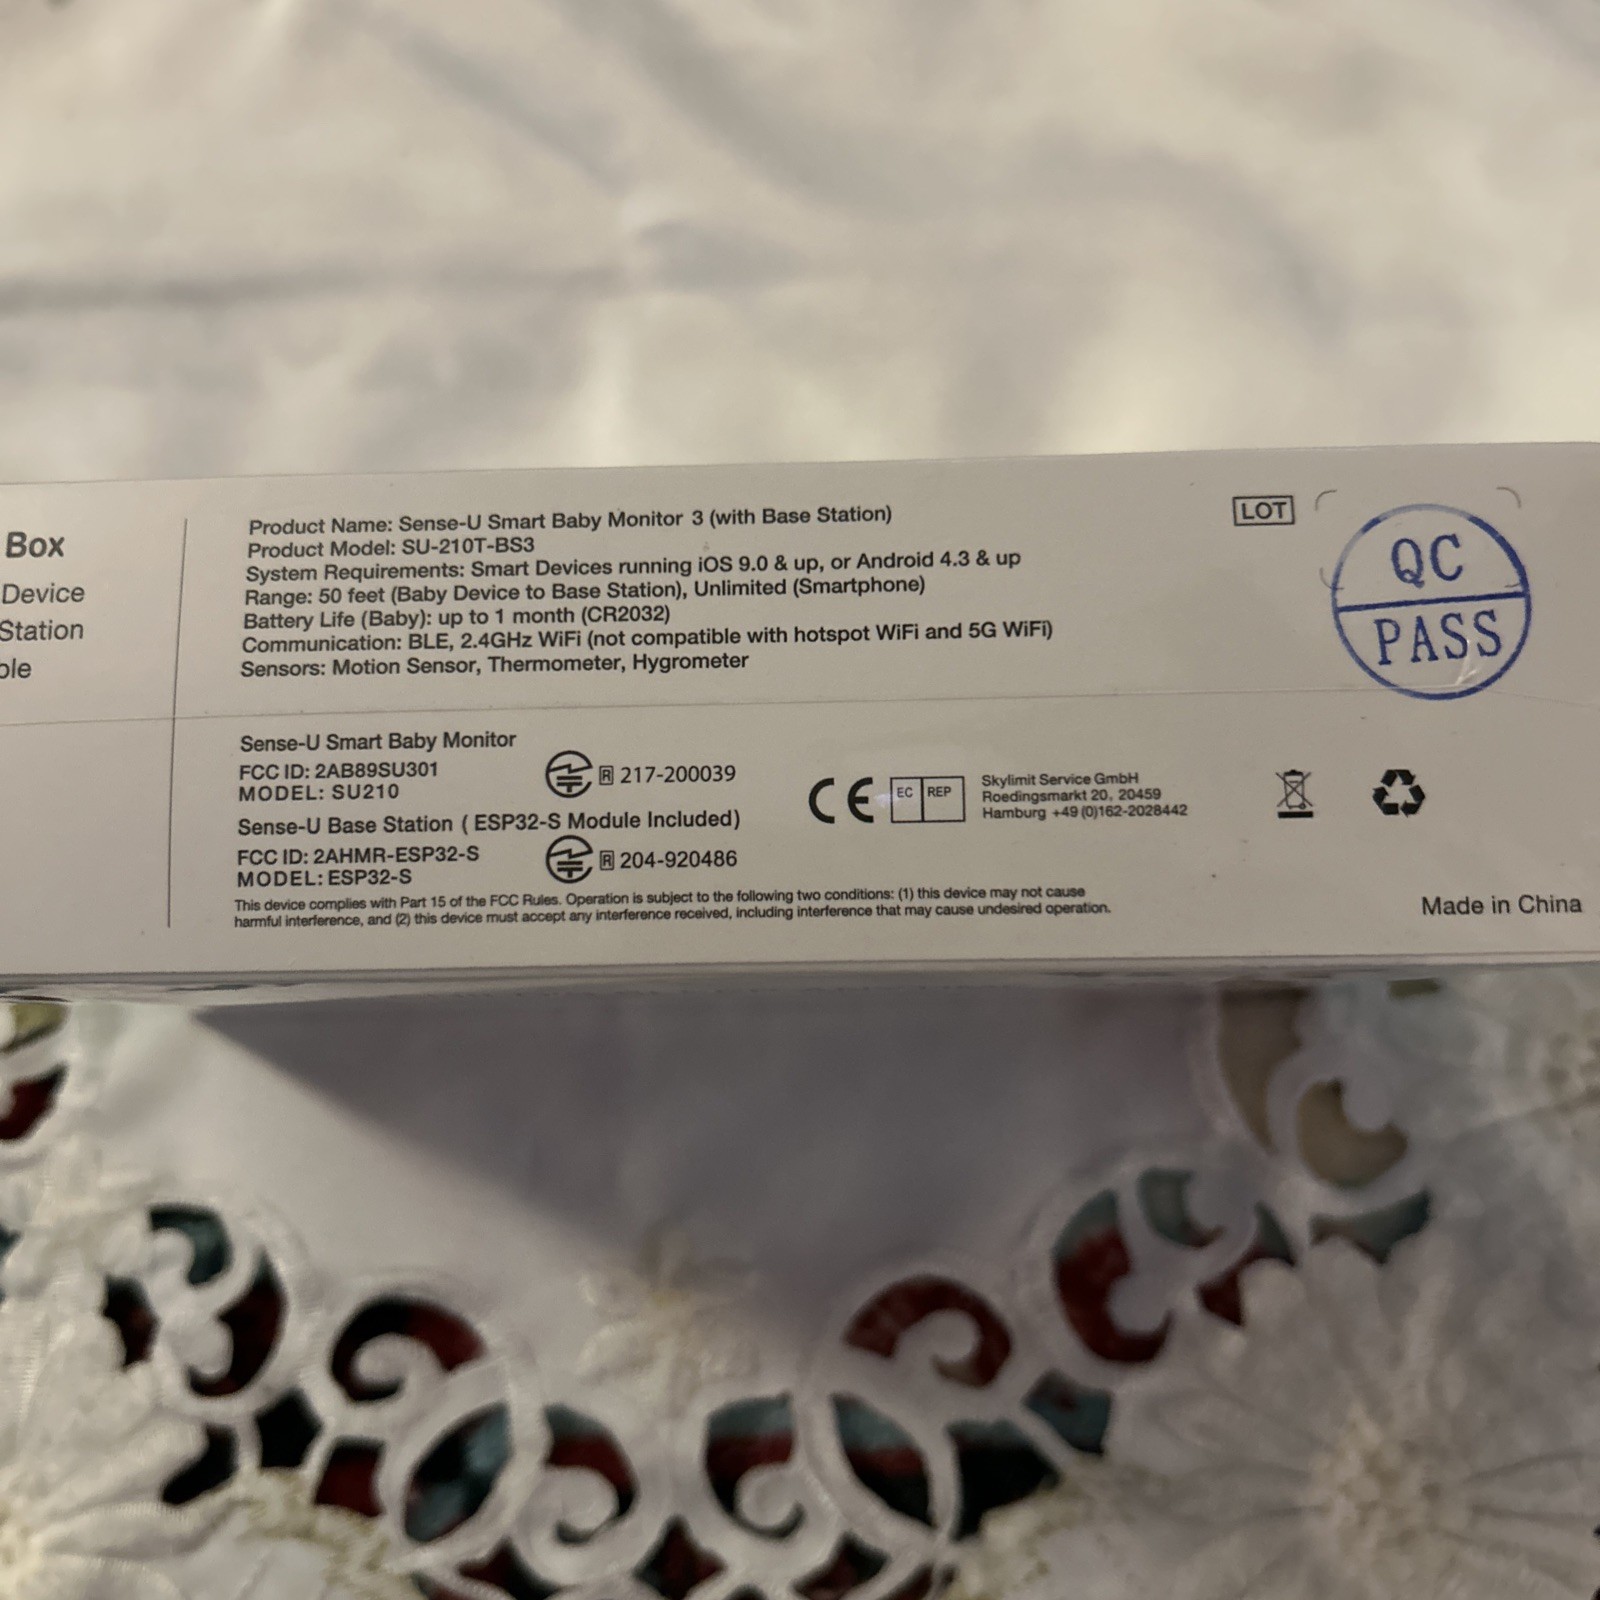 Box
Device
Station
Product Name: Sense-U Smart Baby Monitor 3 (with Base Station)
Product Model: SU-210T-BS3
System Requirements: Smart Devices running iOS 9.0 & up, or Android 4.3 & up
Range: 50 feet (Baby Device to Base Station), Unlimited (Smartphone)
Battery Life (Baby): up to 1 month (CR2032)
Communication: BLE, 2.4GHz WiFi (not compatible with hotspot WiFi and 5G WiFi)
Sensors: Motion Sensor, Thermometer, Hygrometer
LOT
QC
PASS
Sense-U Smart Baby Monitor
FCC ID: 2AB89SU301
MODEL: SU210
R 217-200039
Sense-U Base Station ( ESP32-S Module Included)
FCC ID: 2AHMR-ESP32-S
MODEL: ESP32-S
R 204-920486
CE
EC REP
Skylimit Service GmbH
Roedingsmarkt 20, 20459
Hamburg +49 (0)162-2028442
This device complies with Part 15 of the FCC Rules. Operation is subject to the following two conditions: (1) this device may not cause
harmful interference, and (2) this device must accept any interference received, including interference that may cause undesired operation.
Made in China